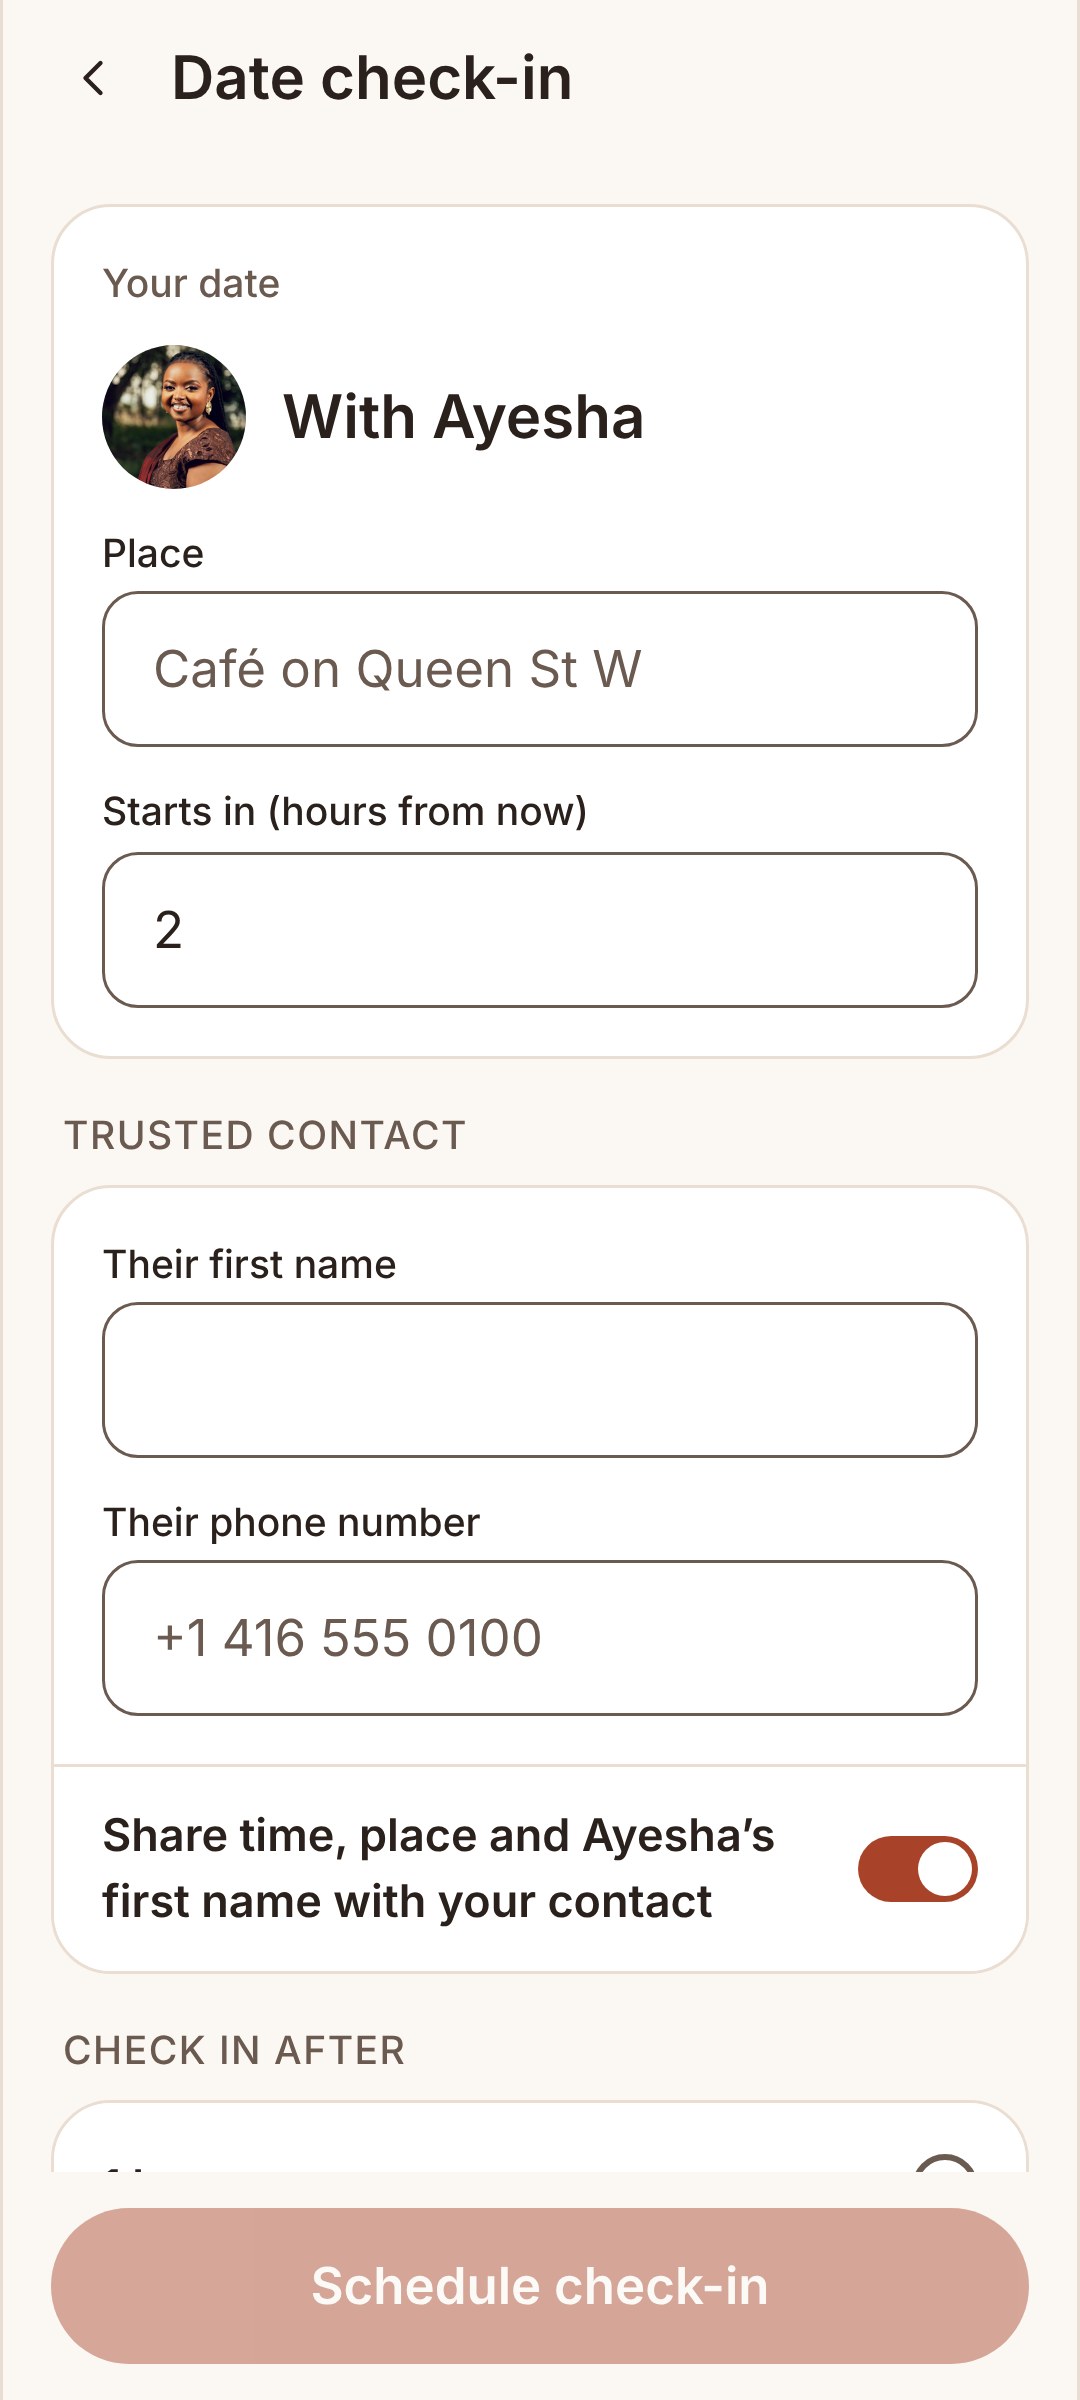 Date check-in
Your date
With Ayesha
Place
Café on Queen St W
Starts in (hours from now)
2
TRUSTED CONTACT
Their first name
Their phone number
+1 416 555 0100
Share time, place and Ayesha’s
first name with your contact
CHECK IN AFTER
Schedule check-in